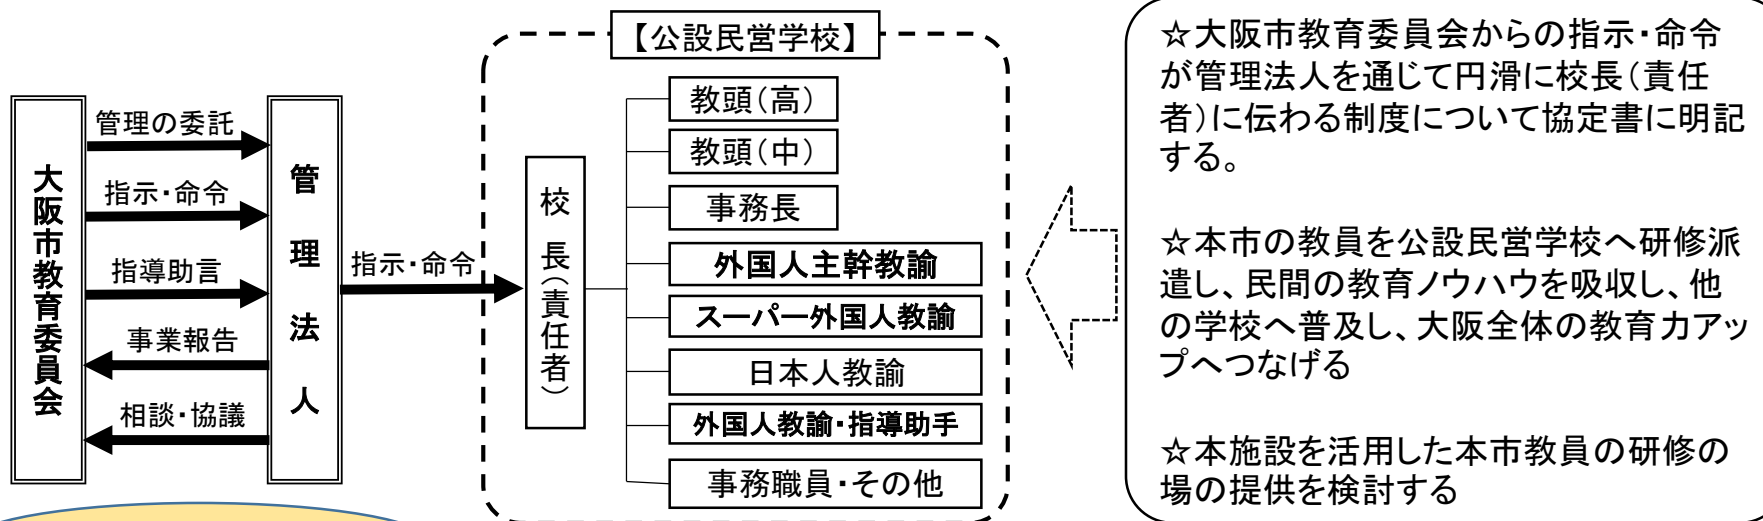 【公設民営学校】
大阪市教育委員会
管理の委託
指示・命令
指導助言
事業報告
相談・協議
管理法人
指示・命令
校長(責任者)
教頭(高)
教頭(中)
事務長
外国人主幹教諭
スーパー外国人教諭
日本人教諭
外国人教諭・指導助手
事務職員・その他
☆大阪市教育委員会からの指示・命令
が管理法人を通じて円滑に校長(責任
者)に伝わる制度について協定書に明記
する。
☆本市の教員を公設民営学校へ研修派
遣し、民間の教育ノウハウを吸収し、他
の学校へ普及し、大阪全体の教育力アッ
プへつなげる
☆本施設を活用した本市教員の研修の
場の提供を検討する